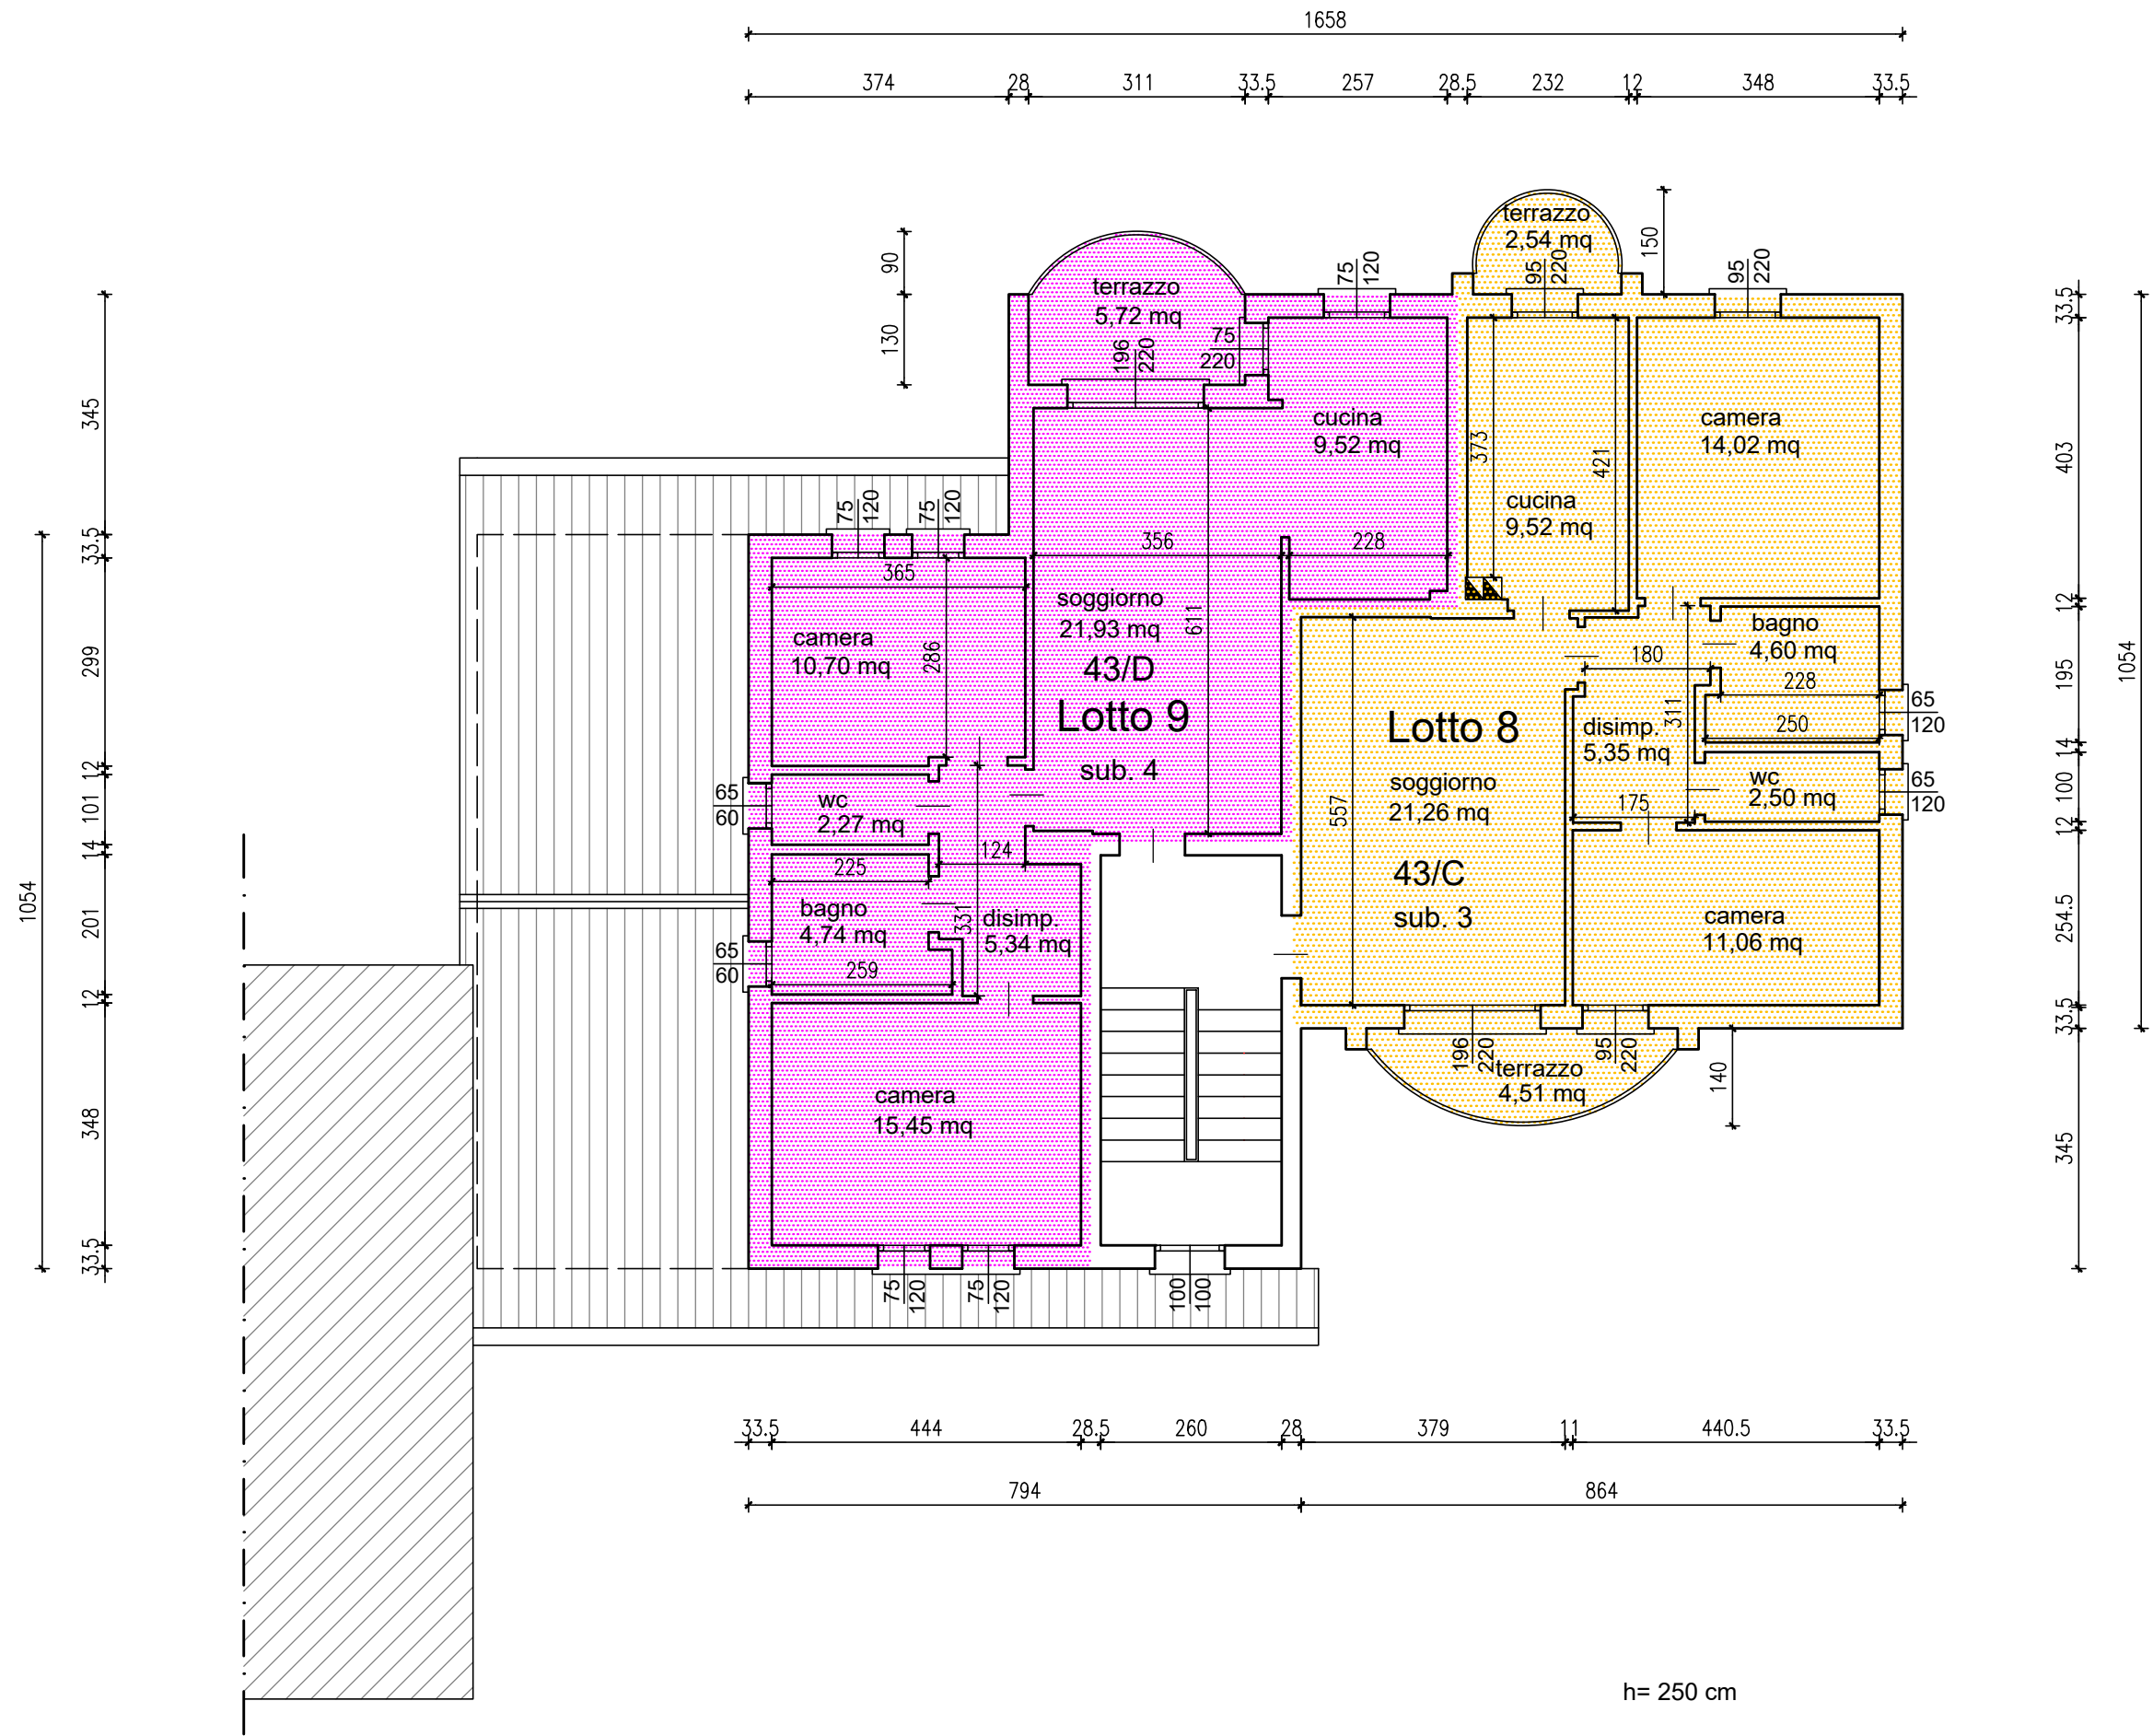 1658
374 28 311 33.5 257 28.5 232 12 348 33.5
terrazzo
2,54 mq
150
90
130
terrazzo
5,72 mq
75 120
95 220
95 220
196 220
75
220
33.5
403
12
195
14
100
12
254.5
33.5
345
1054
345
33.5
299
12
101
14
201
12
348
33.5
1054
cucina
9,52 mq
373
421
cucina
9,52 mq
camera
14,02 mq
75 120
75 120
365
356
228
286
611
camera
10,70 mq
soggiorno
21,93 mq
43/D
Lotto 9
sub. 4
bagno
4,60 mq
180
228
250
311
65
120
disimp.
5,35 mq
wc
2,50 mq
65
120
175
Lotto 8
soggiorno
21,26 mq
557
43/C
sub. 3
65
60
wc
2,27 mq
124
225
bagno
4,74 mq
331
disimp.
5,34 mq
65
60
259
camera
11,06 mq
196 220
95 220
terrazzo
4,51 mq
140
camera
15,45 mq
75 120
75 120
100 100
33.5 444 28.5 260 28 379 11 440.5 33.5
794 864
h= 250 cm